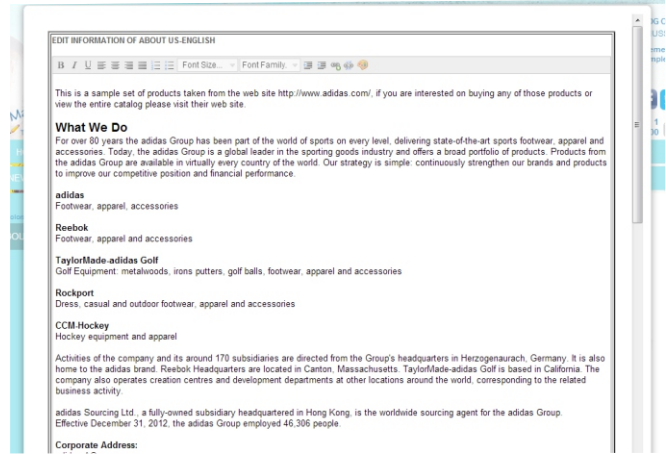 EDIT INFORMATION OF ABOUT US-ENGLISH
B I U Font Size... Font Family.
This is a sample set of products taken from the web site http://www.adidas.com/, if you are interested on buying any of those products or
view the entire catalog please visit their web site.
What We Do
For over 80 years the adidas Group has been part of the world of sports on every level, delivering state-of-the-art sports footwear, apparel and
accessories. Today, the adidas Group is a global leader in the sporting goods industry and offers a broad portfolio of products. Products from
the adidas Group are available in virtually every country of the world. Our strategy is simple: continuously strengthen our brands and products
to improve our competitive position and financial performance.
adidas
Footwear, apparel, accessories
Reebok
Footwear, apparel and accessories
TaylorMade-adidas Golf
Golf Equipment: metalwoods, irons putters, golf balls, footwear, apparel and accessories
Rockport
Dress, casual and outdoor footwear, apparel and accessories
CCM-Hockey
Hockey equipment and apparel
Activities of the company and its around 170 subsidiaries are directed from the Group's headquarters in Herzogenaurach, Germany. It is also
home to the adidas brand. Reebok Headquarters are located in Canton, Massachusetts. TaylorMade-adidas Golf is based in California. The
company also operates creation centres and development departments at other locations around the world, corresponding to the related
business activity.
adidas Sourcing Ltd., a fully-owned subsidiary headquartered in Hong Kong, is the worldwide sourcing agent for the adidas Group.
Effective December 31, 2012, the adidas Group employed 46,306 people.
Corporate Address: